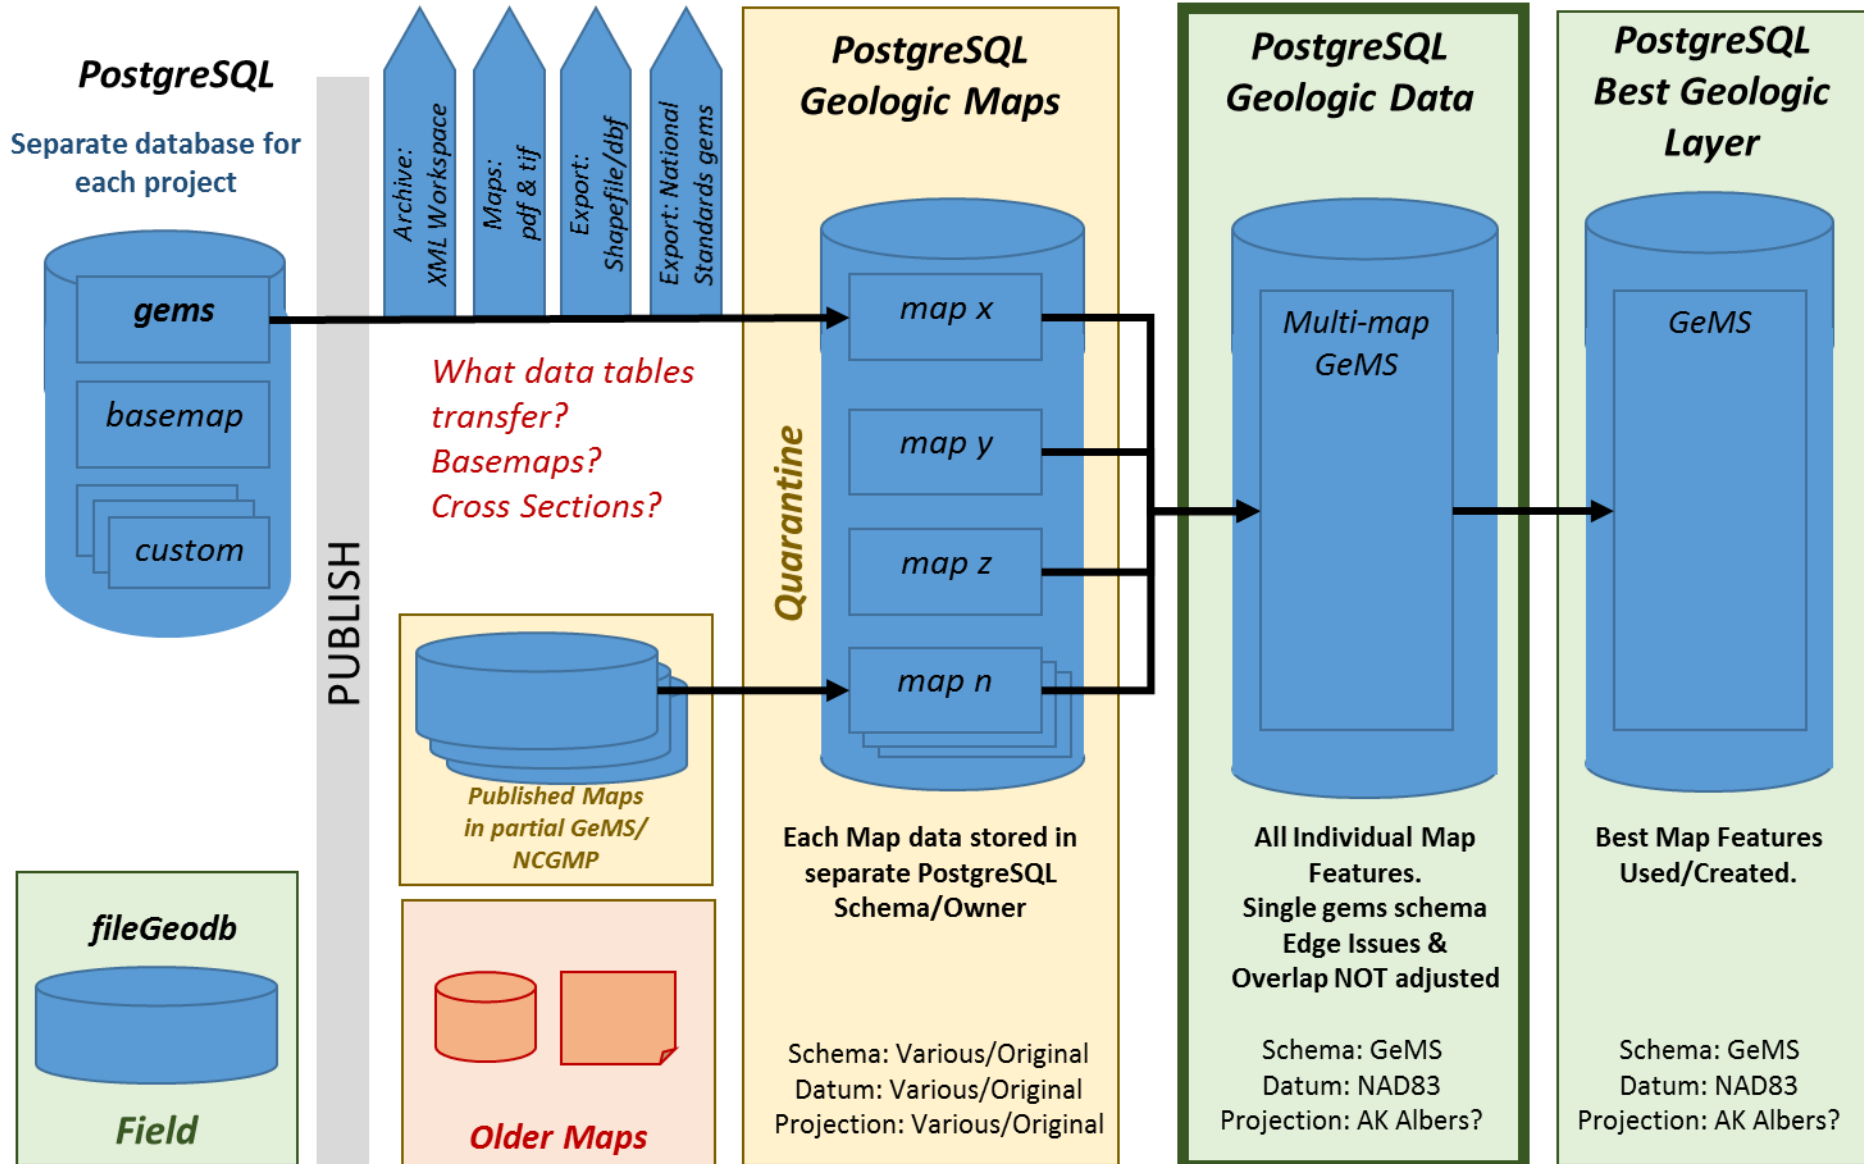 PostgreSQL
Separate database for
each project
gems
basemap
custom
fileGeodb
Field
PUBLISH
Archive:
XML Workspace
Maps:
pdf & tif
Export:
Shapefile/dbf
Export: National
Standards gems
What data tables
transfer?
Basemaps?
Cross Sections?
Published Maps
in partial GeMS/
NCGMP
Older Maps
PostgreSQL
Geologic Maps
Quarantine
map x
map y
map z
map n
Each Map data stored in
separate PostgreSQL
Schema/Owner
Schema: Various/Original
Datum: Various/Original
Projection: Various/Original
PostgreSQL
Geologic Data
Multi-map
GeMS
All Individual Map
Features.
Single gems schema
Edge Issues &
Overlap NOT adjusted
Schema: GeMS
Datum: NAD83
Projection: AK Albers?
PostgreSQL
Best Geologic
Layer
GeMS
Best Map Features
Used/Created.
Schema: GeMS
Datum: NAD83
Projection: AK Albers?